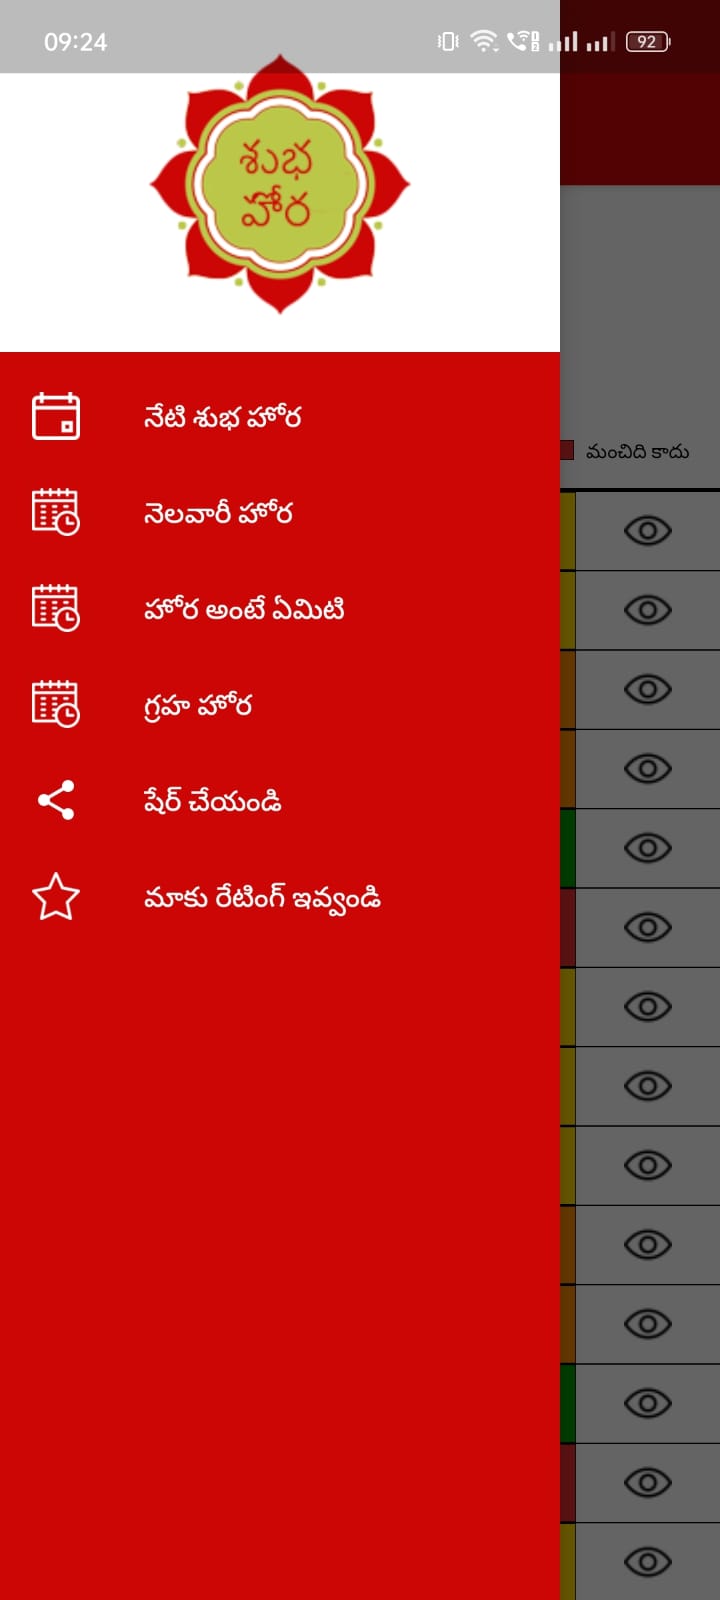 09:24
92
శుభ
హోర
నేటి శుభ హోర
మంచిది కాదు
నెలవారీ హోర
హోర అంటే ఏమిటి
గ్రహ హోర
షేర్ చేయండి
మాకు రేటింగ్ ఇవ్వండి